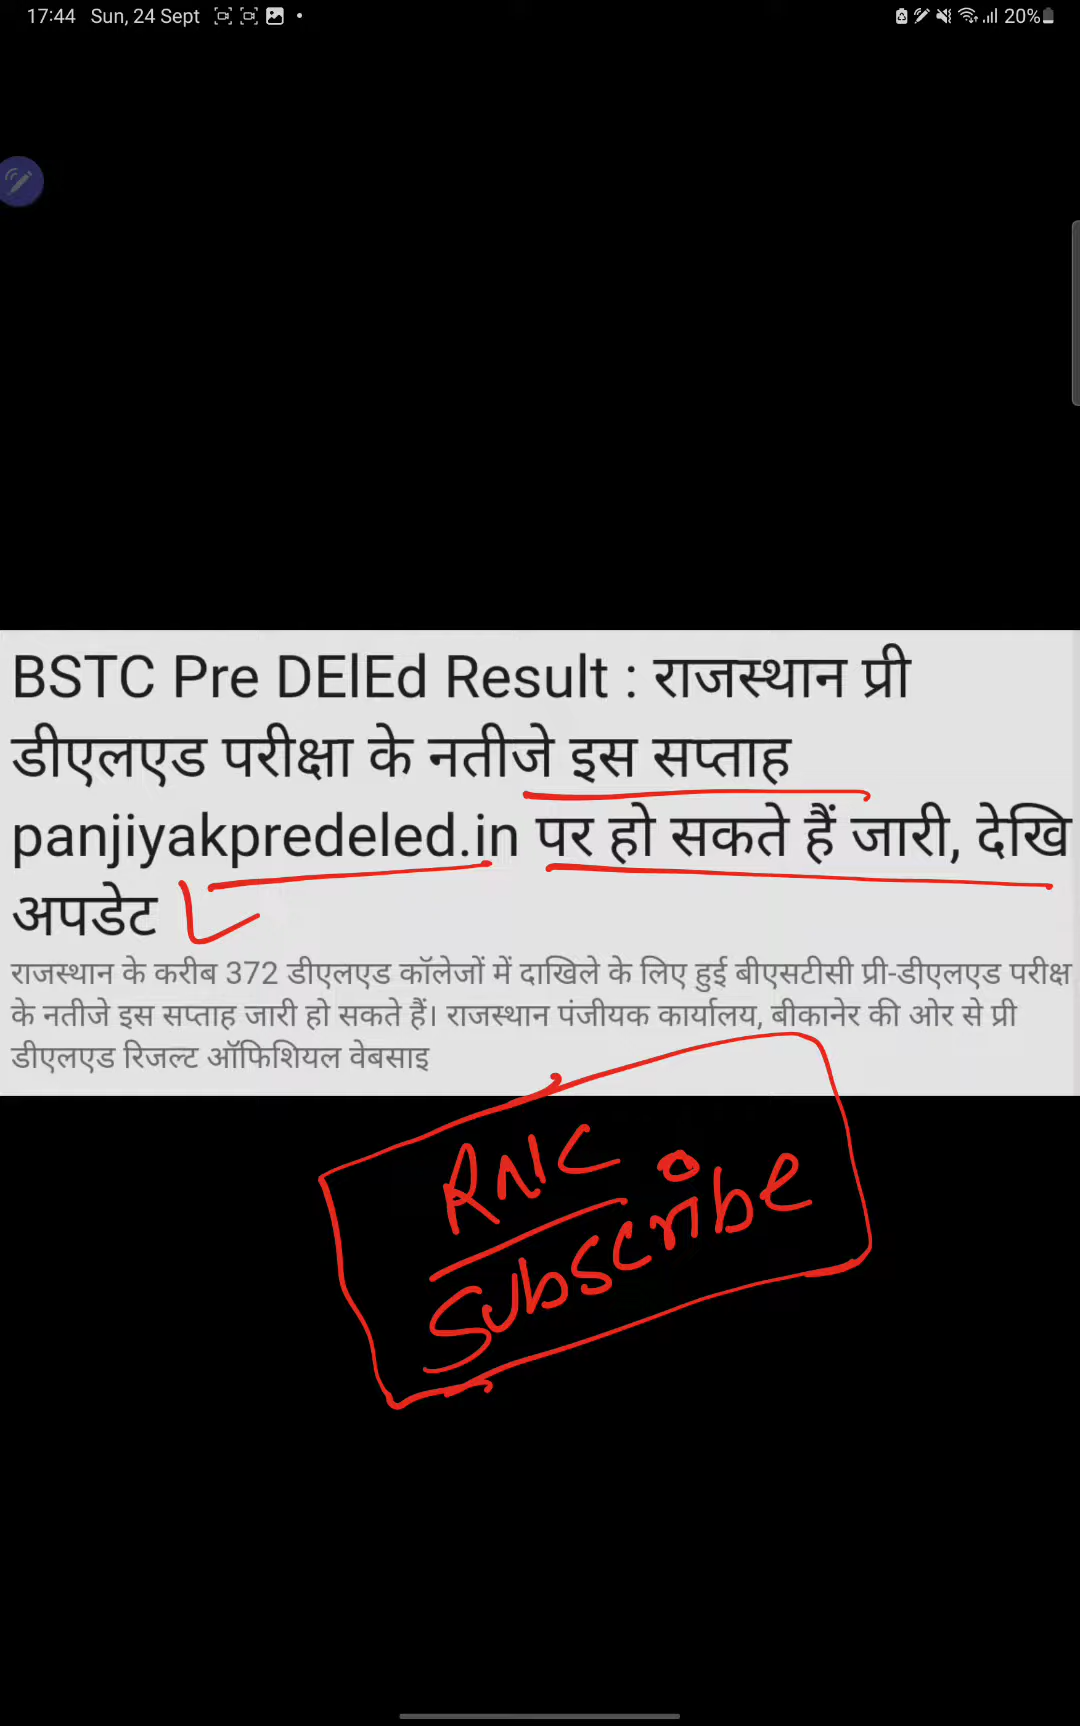 17:44 Sun, 24 Sept 20%
BSTC Pre DElEd Result : राजस्थान प्री
डीएलएड परीक्षा के नतीजे इस सप्ताह
panjiyakpredeled.in पर हो सकते हैं जारी, देखि
अपडेट
राजस्थान के करीब 372 डीएलएड कॉलेजों में दाखिले के लिए हुई बीएसटीसी प्री-डीएलएड परीक्ष
के नतीजे इस सप्ताह जारी हो सकते हैं। राजस्थान पंजीयक कार्यालय, बीकानेर की ओर से प्री
डीएलएड रिजल्ट ऑफिशियल वेबसाइ
RNC
Subscribe